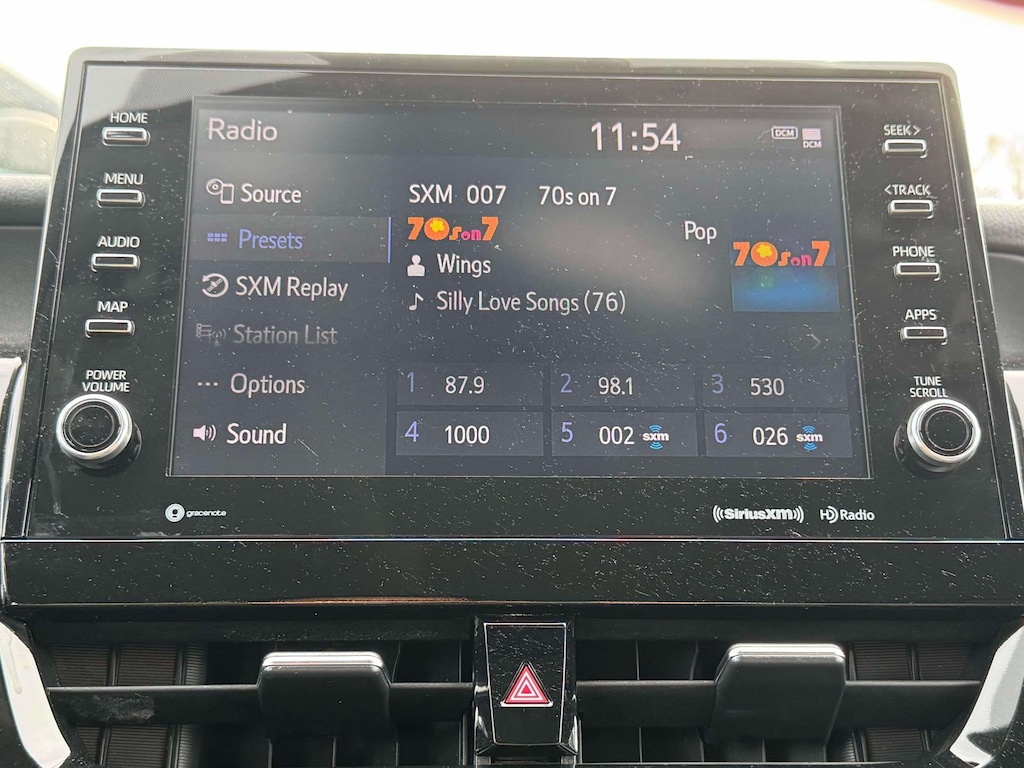 HOME
MENU
AUDIO
MAP
POWER
VOLUME
Radio
11:54
DCM
DCM
Source
Presets
SXM Replay
Station List
Options
Sound
SXM 007 70s on 7
70s on 7
Pop
70s on 7
Wings
Silly Love Songs (76)
1 87.9
2 98.1
3 530
4 1000
5 002 sxm
6 026 sxm
SEEK>
<TRACK
PHONE
APPS
TUNE
SCROLL
gracenote
((SiriusXM))
HD Radio